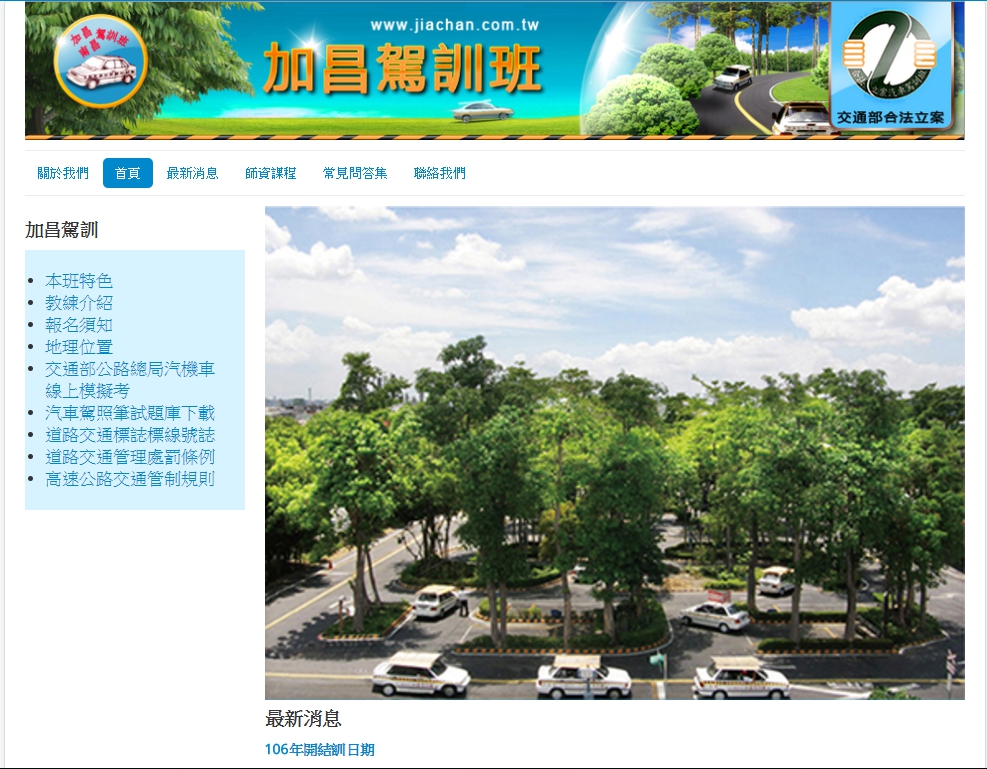 www.jiachan.com.tw
加昌駕訓班
南昌
加昌駕訓班
交通部合法立案
關於我們 首頁 最新消息 師資課程 常見問答集 聯絡我們
加昌駕訓
本班特色
教練介紹
報名須知
地理位置
交通部公路總局汽機車
線上模擬考
汽車駕照筆試題庫下載
道路交通標誌標線號誌
道路交通管理處罰條例
高速公路交通管制規則
最新消息
106年開結訓日期